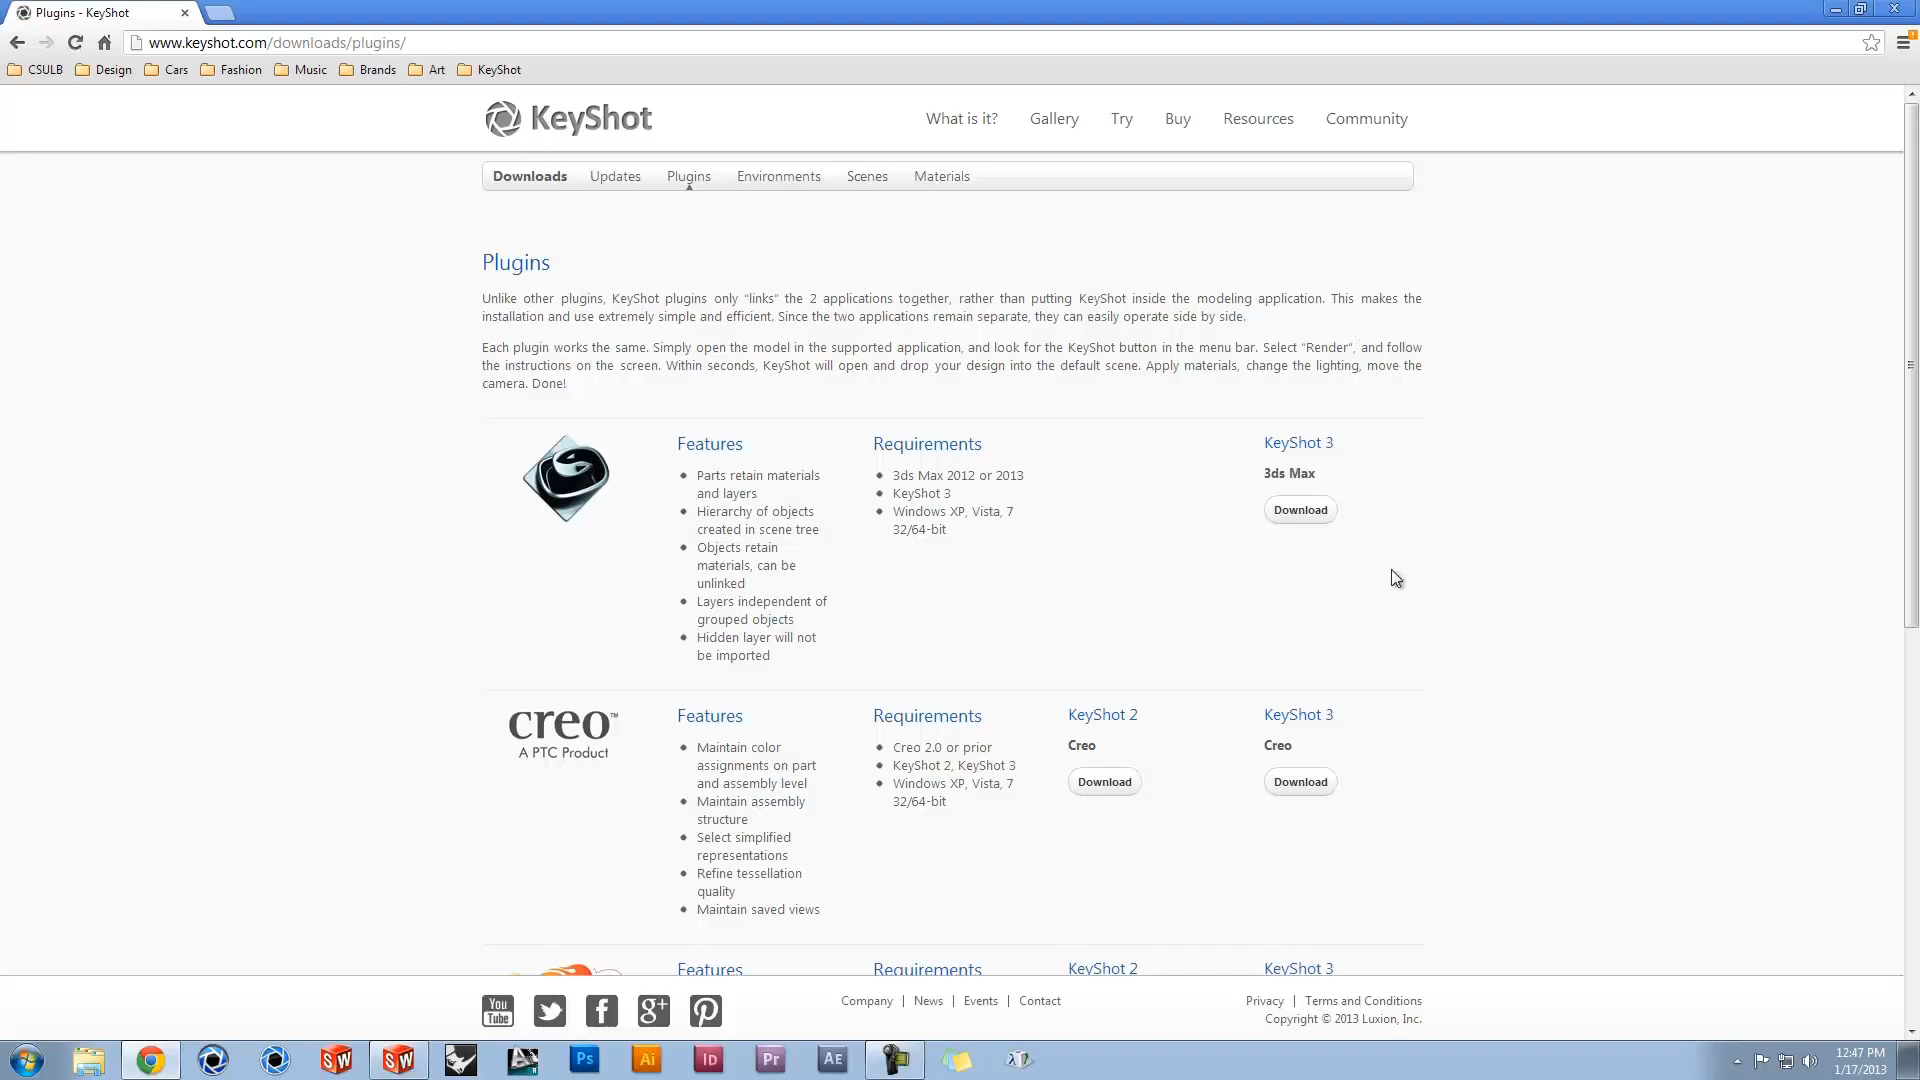 Plugins - KeyShot
www.keyshot.com/downloads/plugins/
CSULB Design Cars Fashion Music Brands Art KeyShot
KeyShot
What is it? Gallery Try Buy Resources Community
Downloads Updates Plugins Environments Scenes Materials
Plugins
Unlike other plugins, KeyShot plugins only “links” the 2 applications together, rather than putting KeyShot inside the modeling application. This makes the
installation and use extremely simple and efficient. Since the two applications remain separate, they can easily operate side by side.
Each plugin works the same. Simply open the model in the supported application, and look for the KeyShot button in the menu bar. Select “Render“, and follow
the instructions on the screen. Within seconds, KeyShot will open and drop your design into the default scene. Apply materials, change the lighting, move the
camera. Done!
Features
Parts retain materials
and layers
Hierarchy of objects
created in scene tree
Objects retain
materials, can be
unlinked
Layers independent of
grouped objects
Hidden layer will not
be imported
Requirements
3ds Max 2012 or 2013
KeyShot 3
Windows XP, Vista, 7
32/64-bit
KeyShot 3
3ds Max
Download
creo™
A PTC Product
Features
Maintain color
assignments on part
and assembly level
Maintain assembly
structure
Select simplified
representations
Refine tessellation
quality
Maintain saved views
Requirements
Creo 2.0 or prior
KeyShot 2, KeyShot 3
Windows XP, Vista, 7
32/64-bit
KeyShot 2
Creo
Download
KeyShot 3
Creo
Download
Features
Requirements
KeyShot 2
KeyShot 3
You
Tube
f
g+
Company | News | Events | Contact
Privacy | Terms and Conditions
Copyright © 2013 Luxion, Inc.
SW
SW
Ps
Ai
Id
Pr
AE
12:47 PM
1/17/2013